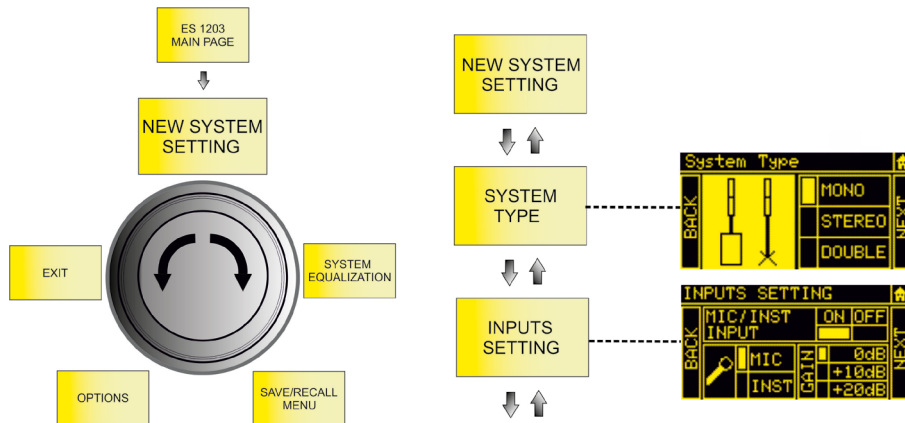 ES 1203
MAIN PAGE
NEW SYSTEM
SETTING
EXIT
SYSTEM
EQUALIZATION
OPTIONS
SAVE/RECALL
MENU
NEW SYSTEM
SETTING
SYSTEM
TYPE
INPUTS
SETTING
System Type
BACK
MONO
STEREO
DOUBLE
NEXT
INPUTS SETTING
BACK
MIC/INST
INPUT
ON OFF
MIC
INST
GAIN
0dB
+10dB
+20dB
NEXT